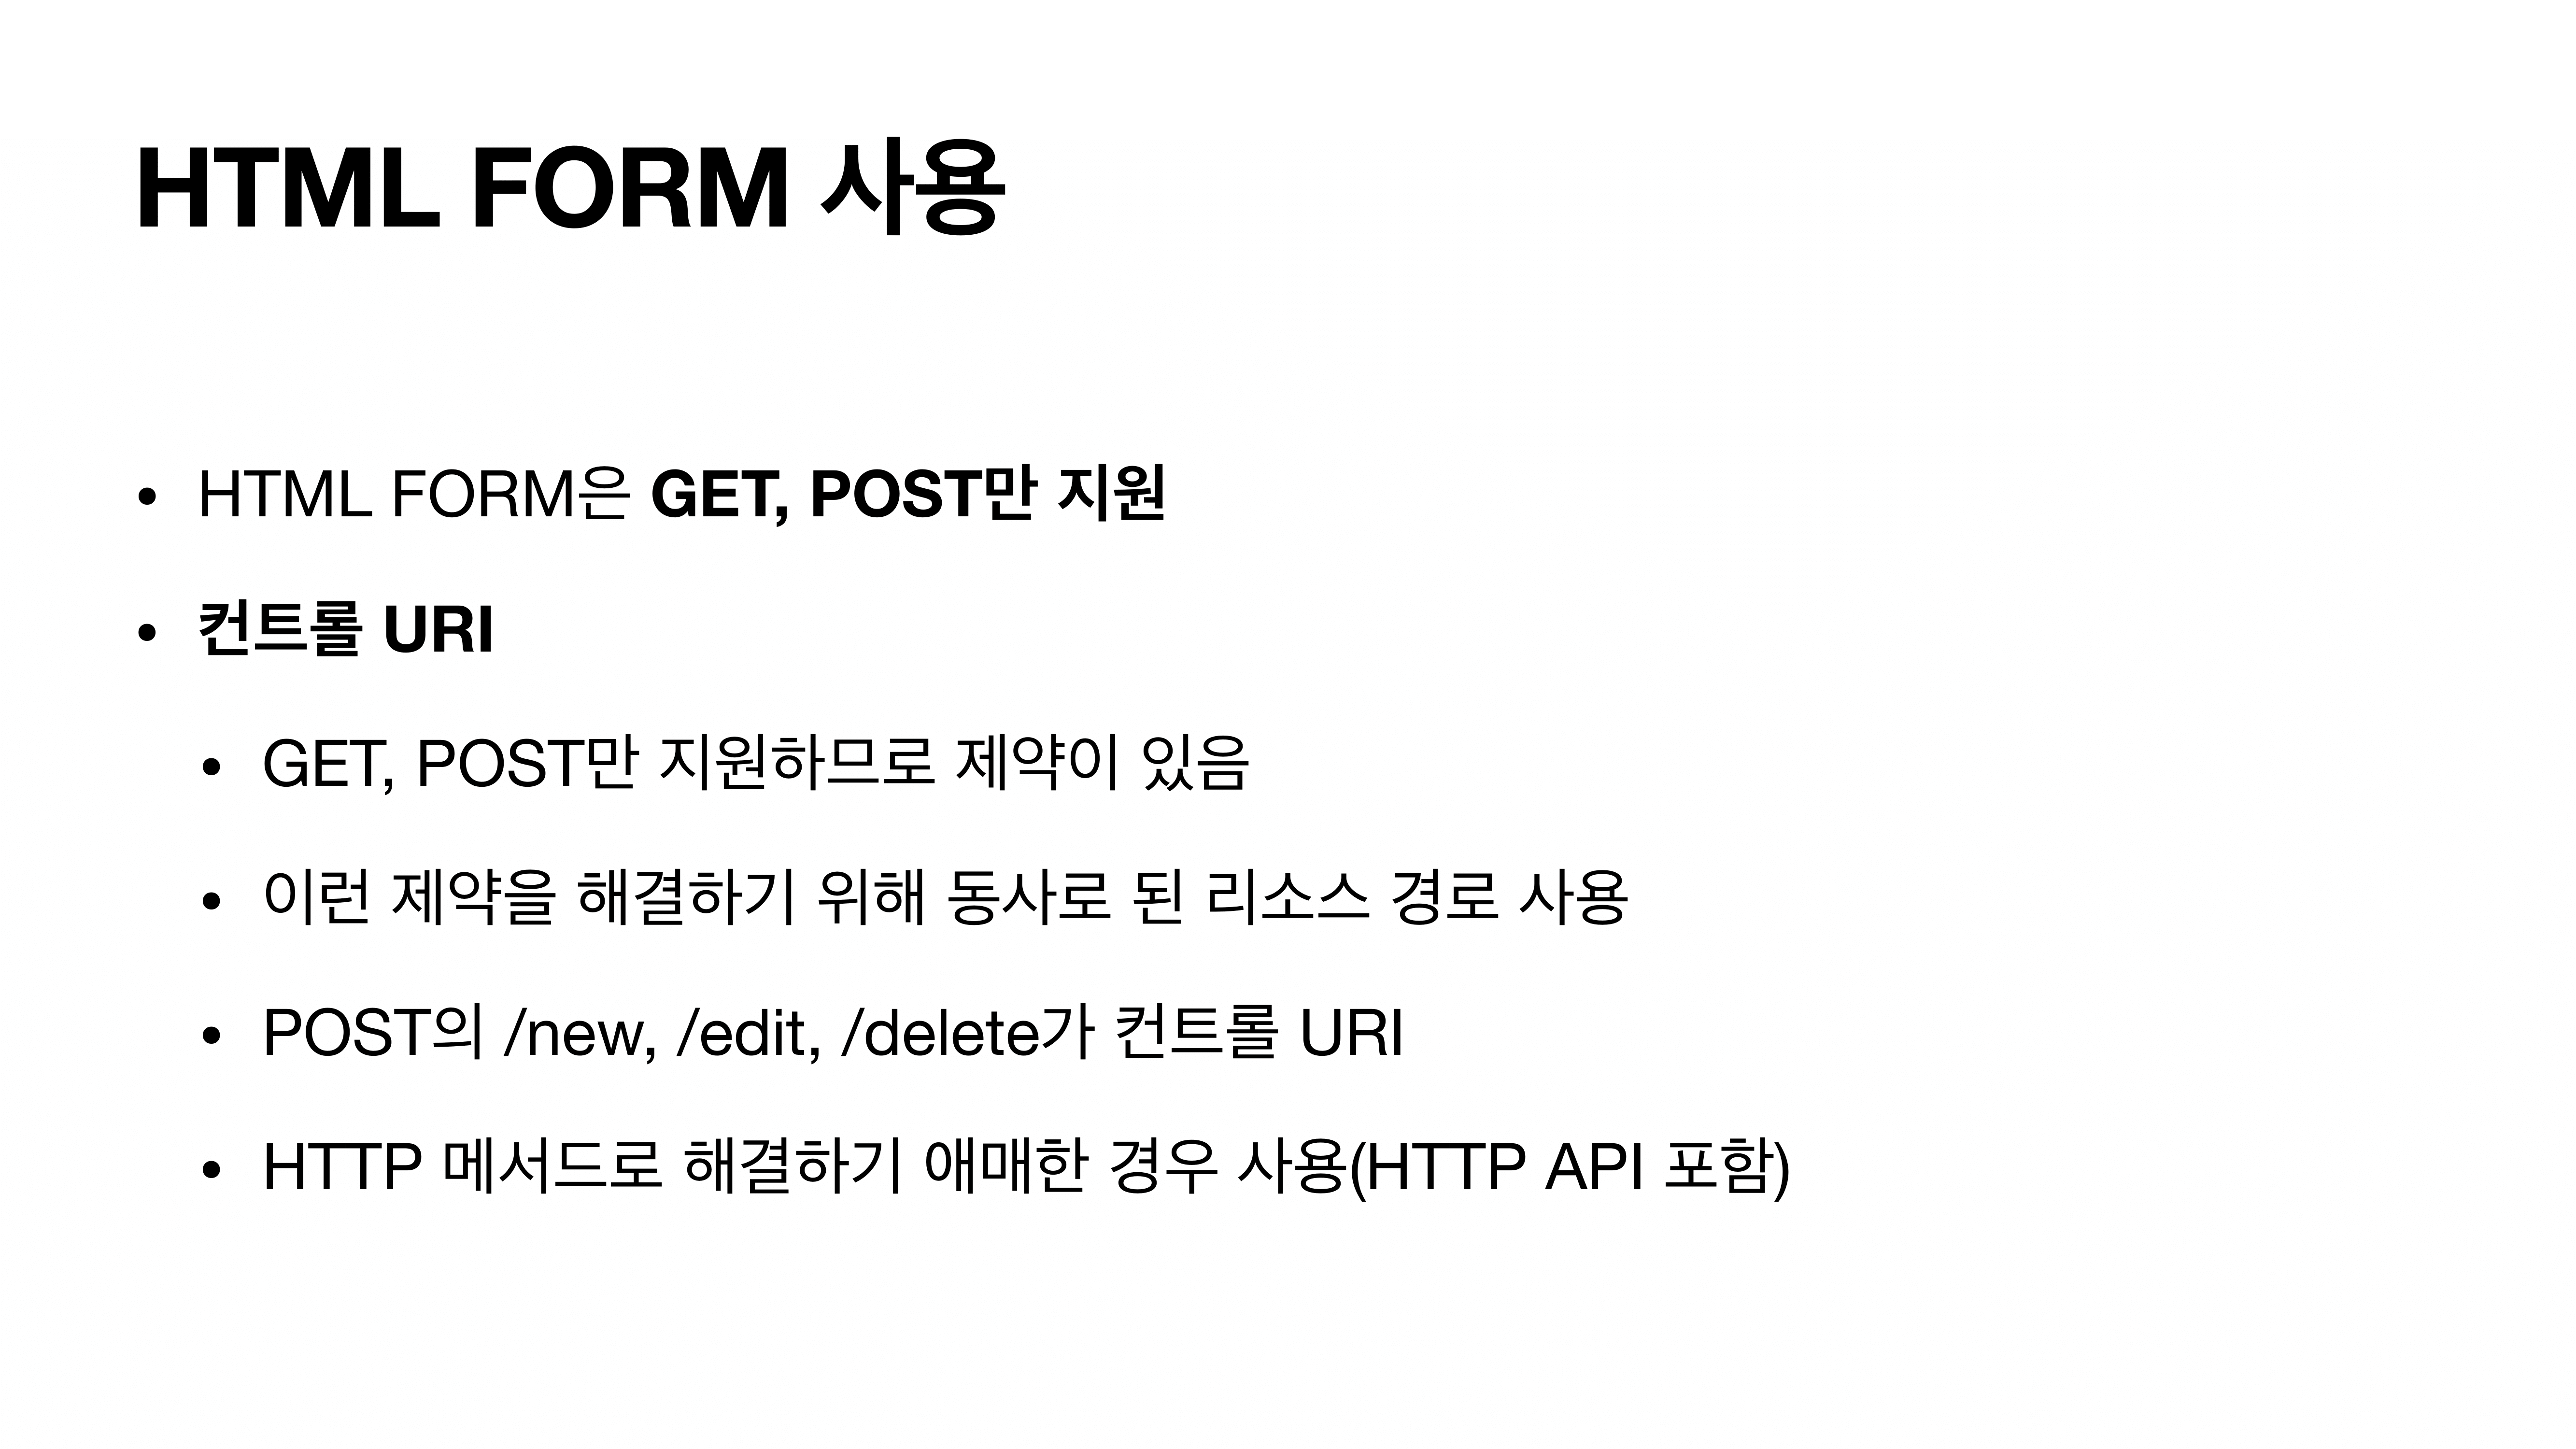 HTML FORM 사용
• HTML FORM은 GET, POST만 지원
• 컨트롤 URI
• GET, POST만 지원하므로 제약이 있음
• 이런 제약을 해결하기 위해 동사로 된 리소스 경로 사용
• POST의 /new, /edit, /delete가 컨트롤 URI
• HTTP 메서드로 해결하기 애매한 경우 사용(HTTP API 포함)